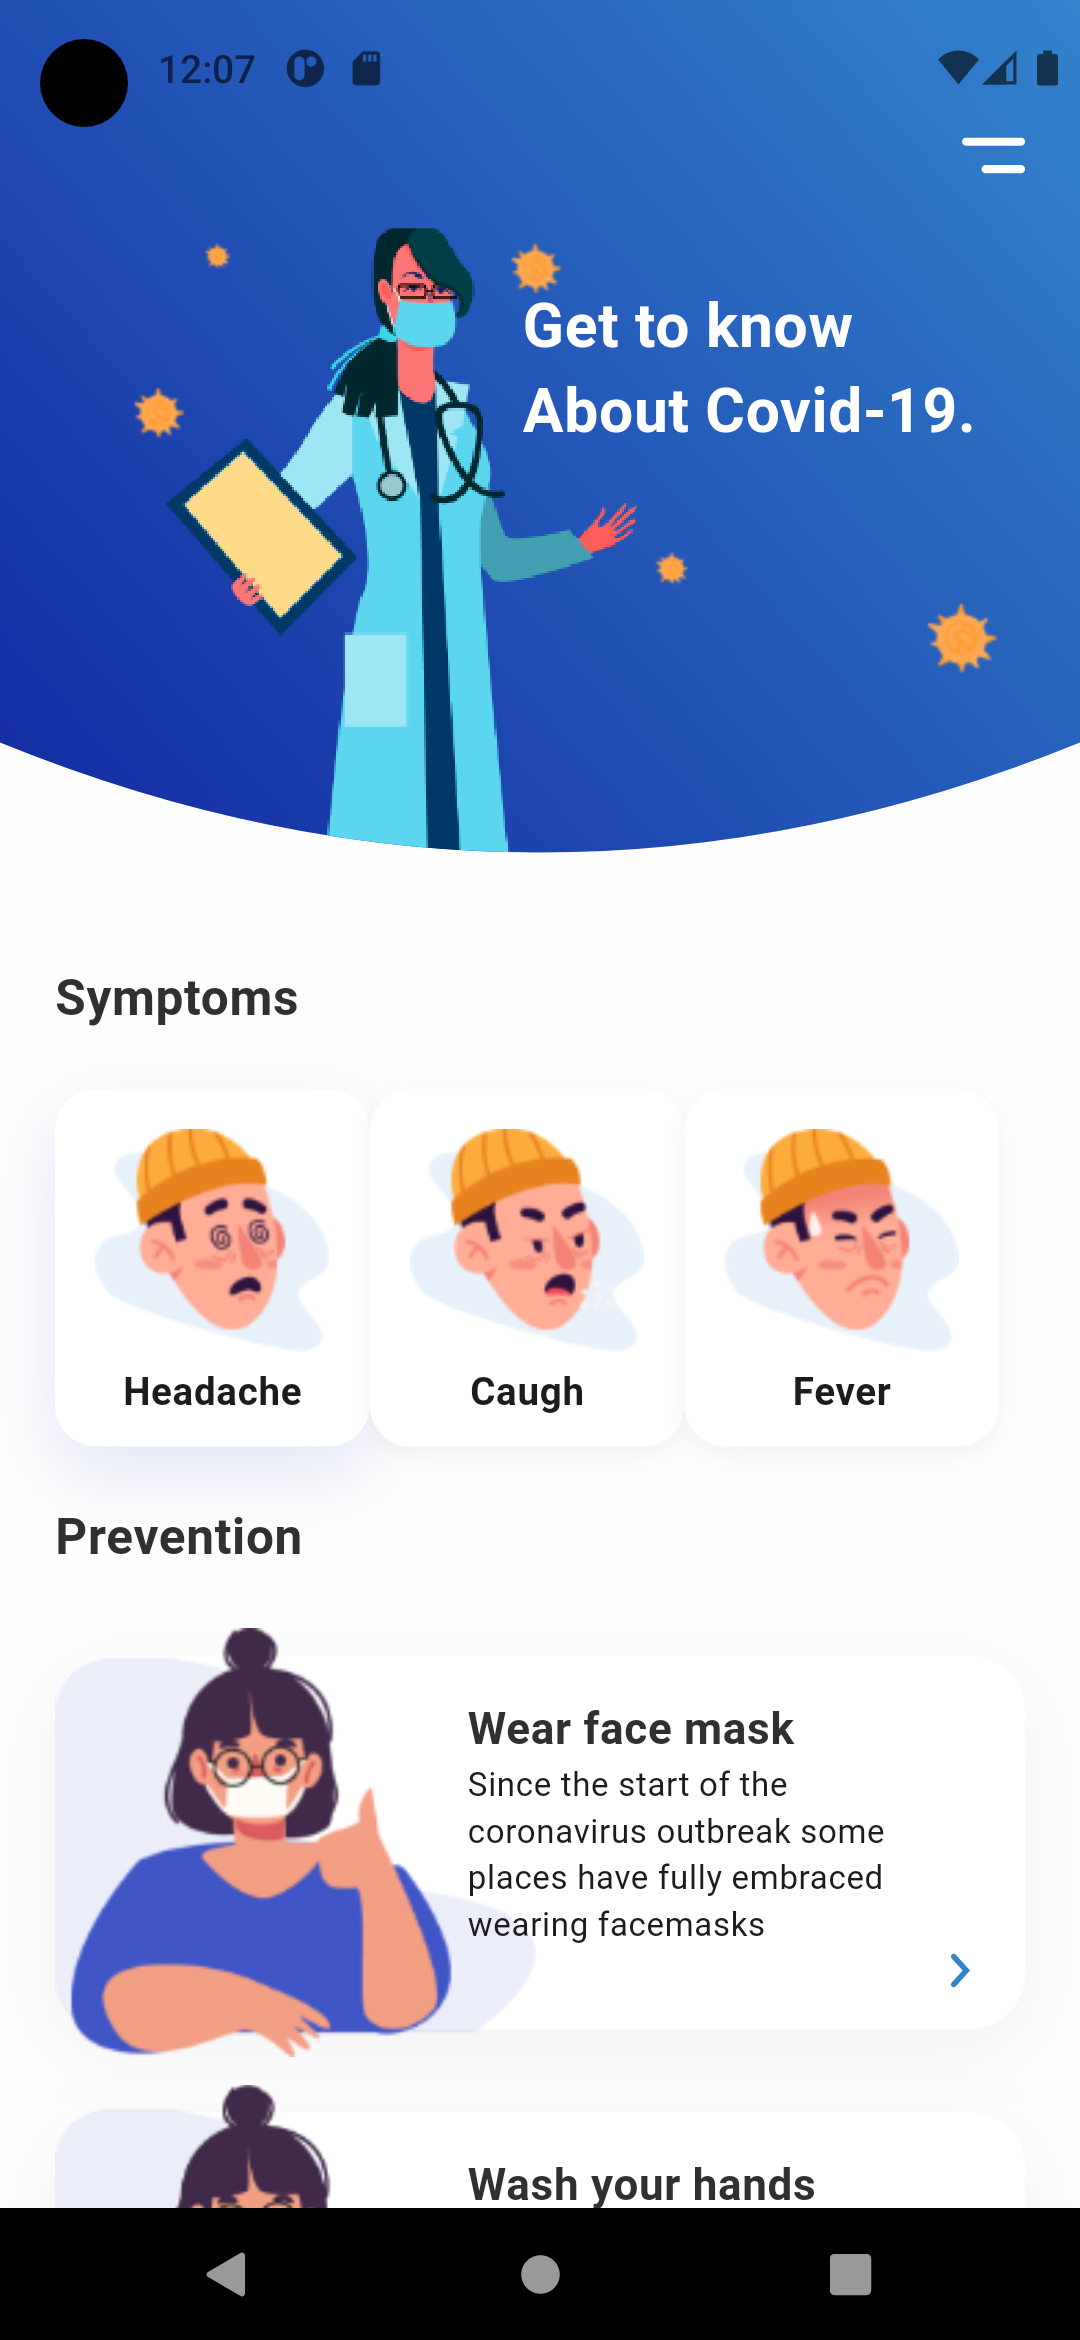 12:07
Get to know
About Covid-19.
Symptoms
Headache
Caugh
Fever
Prevention
Wear face mask
Since the start of the
coronavirus outbreak some
places have fully embraced
wearing facemasks
Wash your hands